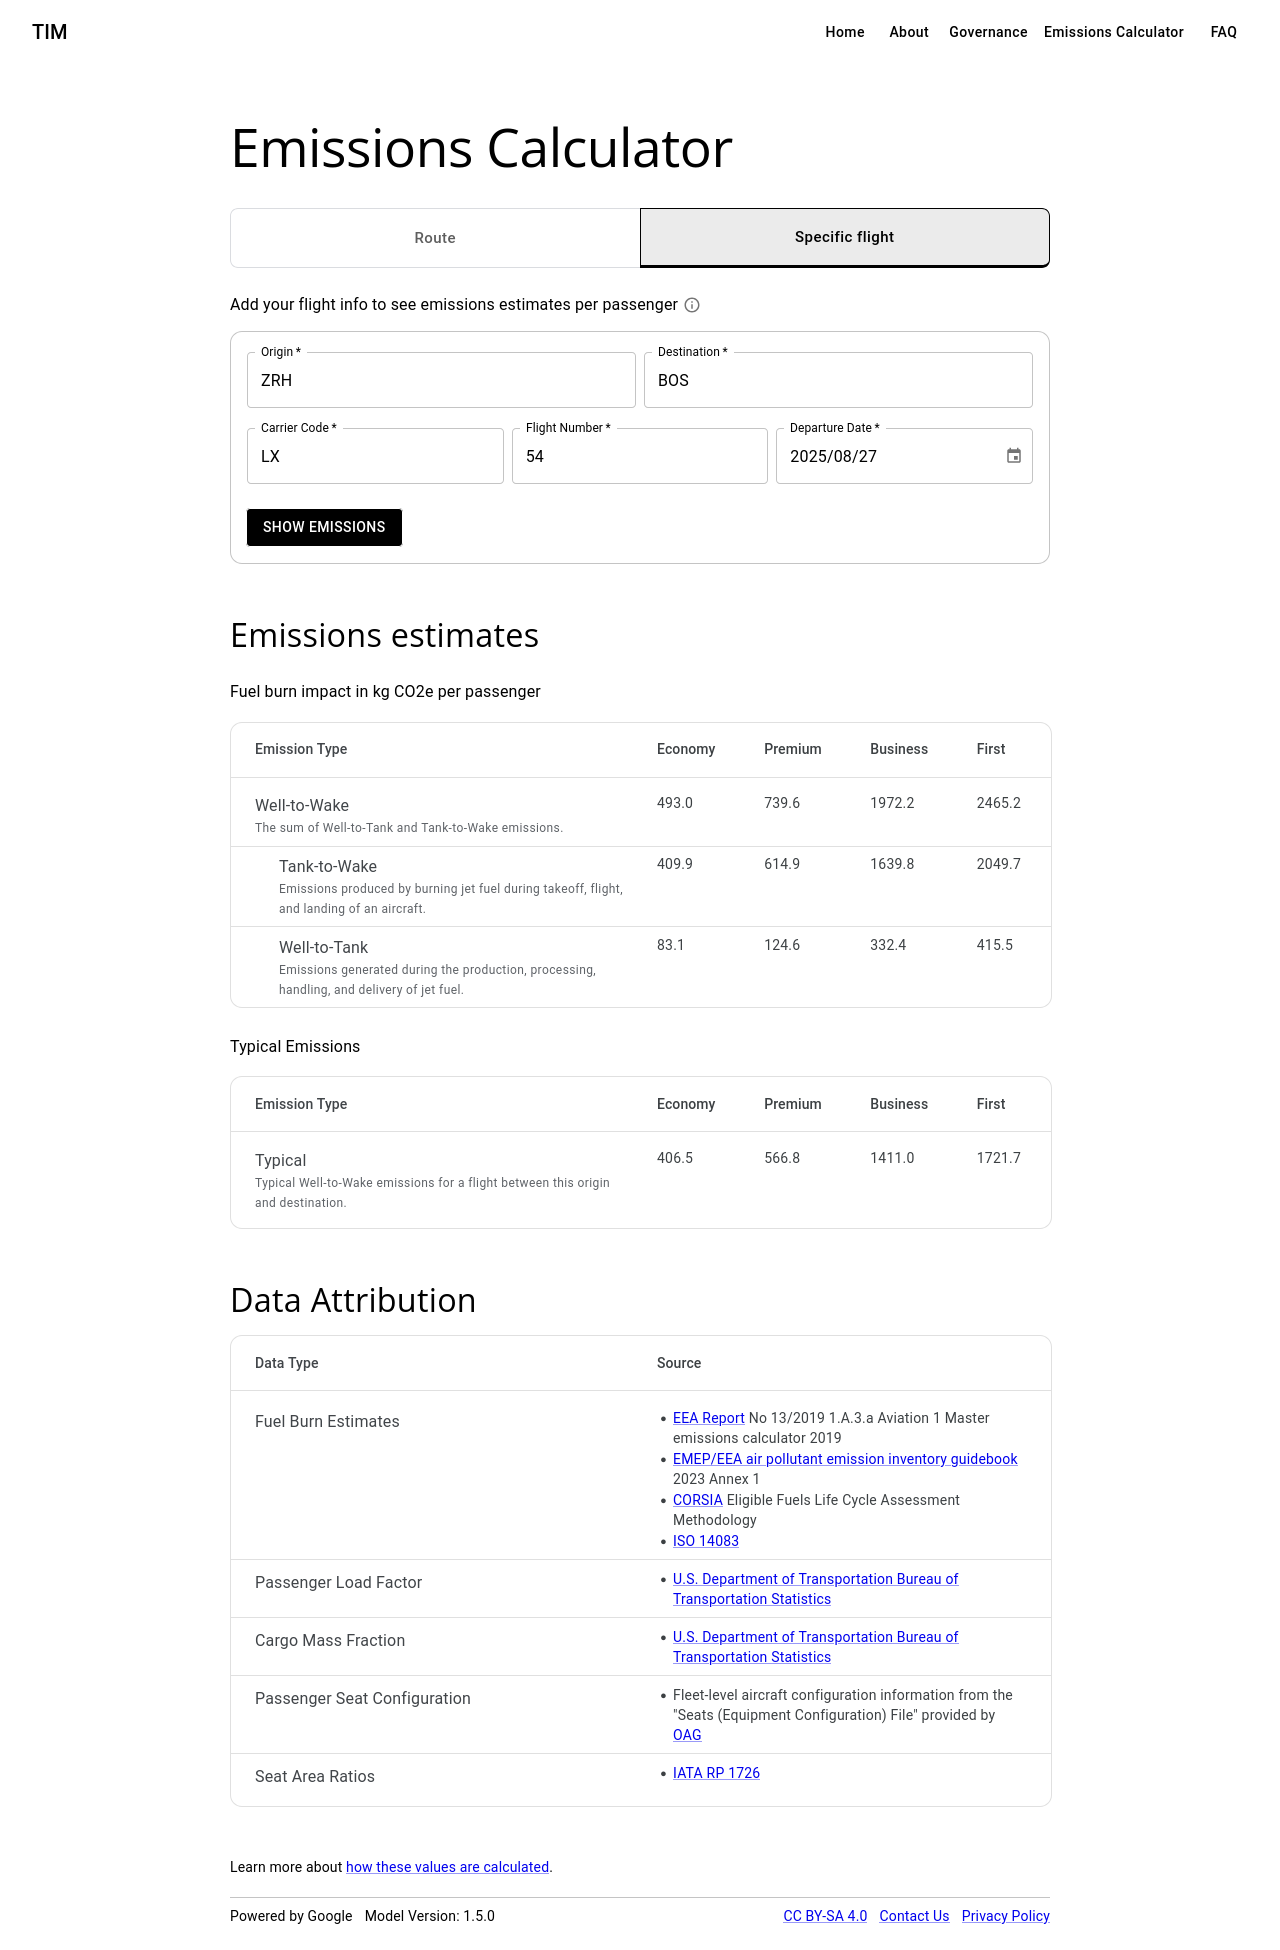 TIM
Home About Governance Emissions Calculator FAQ
Emissions Calculator
Route Specific flight
Add your flight info to see emissions estimates per passenger
Origin * Destination *
ZRH BOS
Carrier Code * Flight Number * Departure Date *
LX 54 2025/08/27
SHOW EMISSIONS
Emissions estimates
Fuel burn impact in kg CO2e per passenger
Emission Type Economy Premium Business First
Well-to-Wake 493.0 739.6 1972.2 2465.2
The sum of Well-to-Tank and Tank-to-Wake emissions.
Tank-to-Wake 409.9 614.9 1639.8 2049.7
Emissions produced by burning jet fuel during takeoff, flight,
and landing of an aircraft.
Well-to-Tank 83.1 124.6 332.4 415.5
Emissions generated during the production, processing,
handling, and delivery of jet fuel.
Typical Emissions
Emission Type Economy Premium Business First
Typical 406.5 566.8 1411.0 1721.7
Typical Well-to-Wake emissions for a flight between this origin
and destination.
Data Attribution
Data Type Source
Fuel Burn Estimates
• EEA Report No 13/2019 1.A.3.a Aviation 1 Master
emissions calculator 2019
• EMEP/EEA air pollutant emission inventory guidebook
2023 Annex 1
• CORSIA Eligible Fuels Life Cycle Assessment
Methodology
• ISO 14083
Passenger Load Factor
• U.S. Department of Transportation Bureau of
Transportation Statistics
Cargo Mass Fraction
• U.S. Department of Transportation Bureau of
Transportation Statistics
Passenger Seat Configuration
• Fleet-level aircraft configuration information from the
"Seats (Equipment Configuration) File" provided by
OAG
Seat Area Ratios
• IATA RP 1726
Learn more about how these values are calculated.
Powered by Google Model Version: 1.5.0 CC BY-SA 4.0 Contact Us Privacy Policy